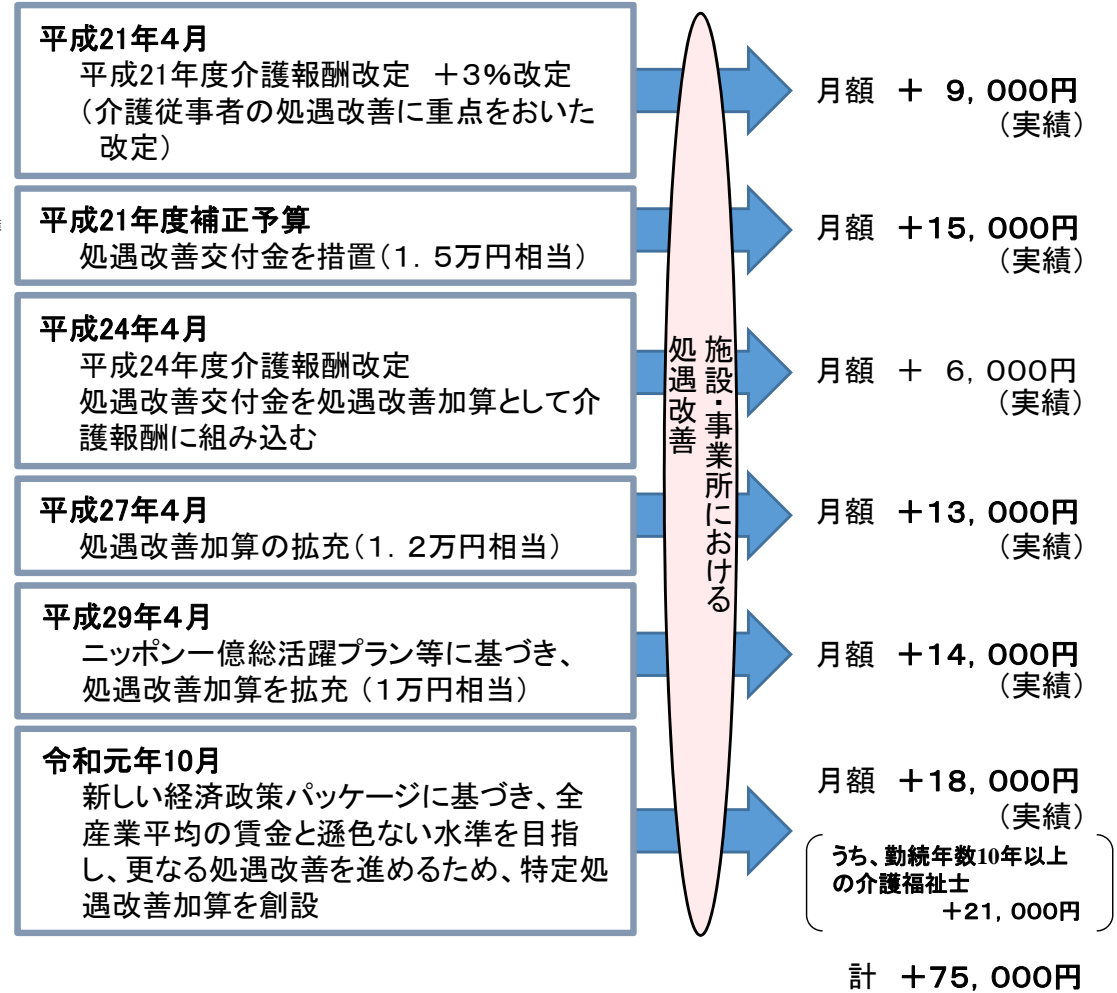 平成21年4月
平成21年度介護報酬改定　＋3％改定
（介護従事者の処遇改善に重点をおいた
改定）
月額　＋　9，000円
（実績）
平成21年度補正予算
処遇改善交付金を措置（1．5万円相当）
月額　＋15，000円
（実績）
平成24年4月
平成24年度介護報酬改定
処遇改善交付金を処遇改善加算として介
護報酬に組み込む
月額　＋　6，000円
（実績）
平成27年4月
処遇改善加算の拡充（1．2万円相当）
月額　＋13，000円
（実績）
平成29年4月
ニッポン一億総活躍プラン等に基づき、
処遇改善加算を拡充（1万円相当）
月額　＋14，000円
（実績）
令和元年10月
新しい経済政策パッケージに基づき、全
産業平均の賃金と遜色ない水準を目指
し、更なる処遇改善を進めるため、特定処
遇改善加算を創設
月額　＋18，000円
（実績）
うち、勤続年数10年以上
の介護福祉士
＋21，000円
施設・事業所における
処遇改善
計　＋75，000円